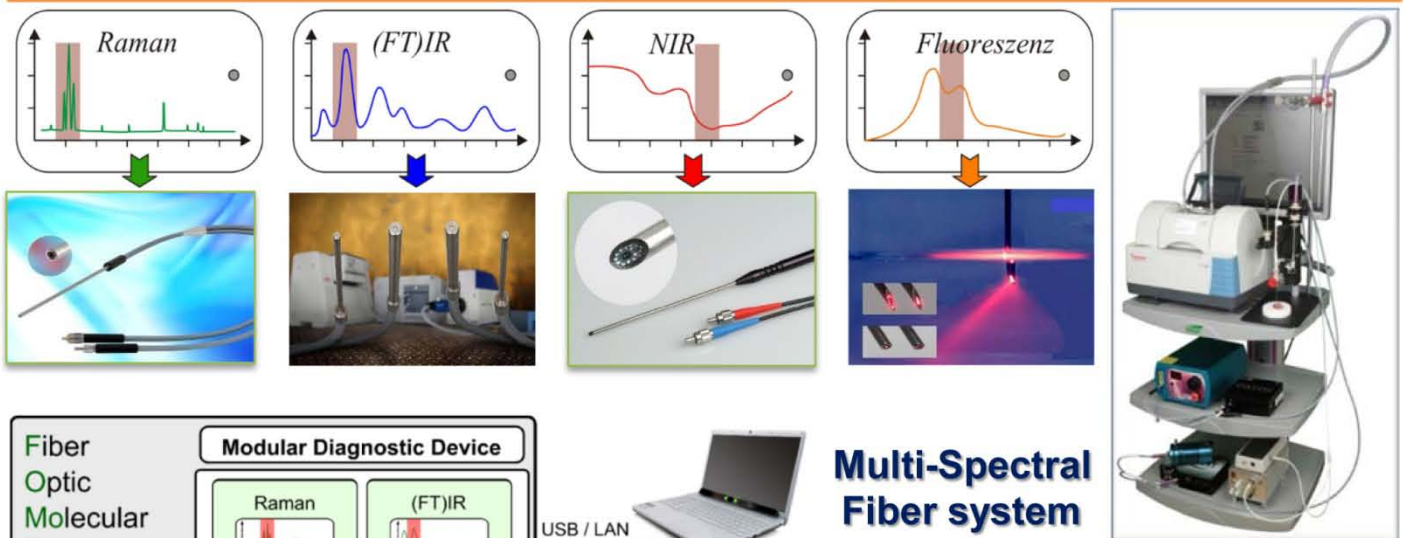 Raman
(FT)IR
NIR
Fluoreszenz
Fiber
Optic
Molecular
Modular Diagnostic Device
Raman
(FT)IR
USB / LAN
Multi-Spectral
Fiber system